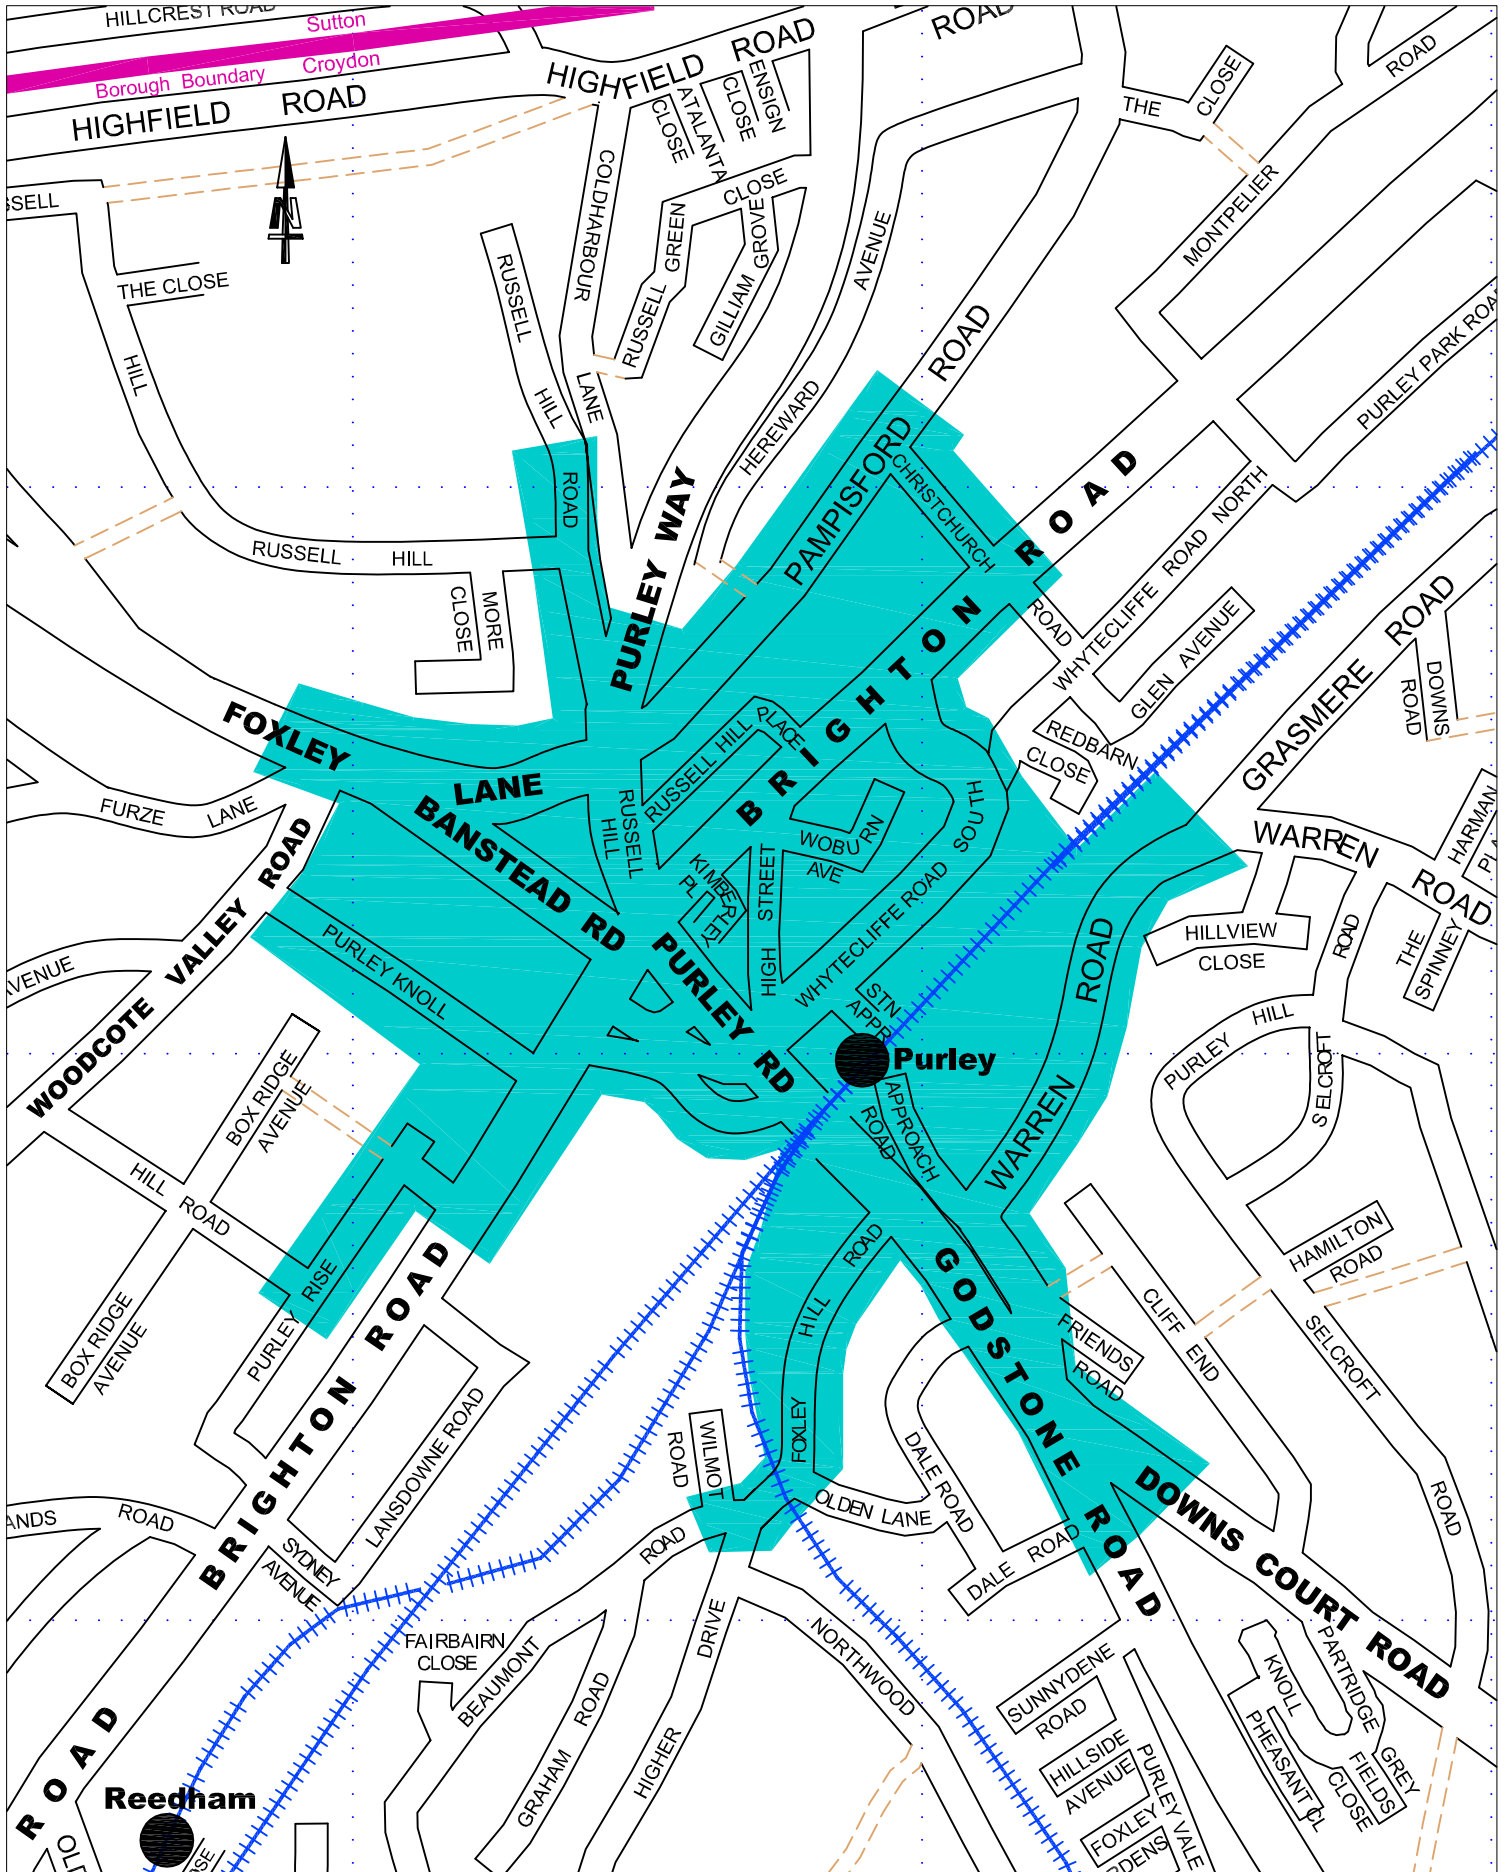 HILLCREST ROAD
Sutton
Borough Boundary Croydon
HIGHFIELD ROAD
HIGHFIELD ROAD
ROAD
ROAD
CLOSE
ATALANTA
CLOSE
ENSIGN
THE
CLOSE
SSELL
N
THE CLOSE
HILL
COLDHARBOUR
LANE
CLOSE
RUSSELL GREEN
GILLIAM GROVE
AVENUE
HEREWARD
MONTPELIER
PURLEY PARK ROA
RUSSELL
HILL
ROAD
ROAD
PAMPISFORD
CHRISTCHURCH
ROAD
RUSSELL HILL
MORE
CLOSE
PURLEY WAY
BRIGHTON ROAD
WHYTECLIFFE ROAD NORTH
GLEN AVENUE
REDBARN
CLOSE
GRASMERE ROAD
DOWNS
ROAD
FOXLEY
LANE
FURZE LANE
BANSTEAD RD
RUSSELL
HILL
RUSSELL HILL
PLACE
WOBURN
AVE
KIMBERLEY
PL
HIGH STREET
WHYTECLIFFE ROAD
SOUTH
WARREN
ROAD
HARMAN
PLA
WOODCOTE VALLEY ROAD
AVENUE
PURLEY KNOLL
PURLEY RD
STN
APPR
Purley
APPROACH
ROAD
WARREN ROAD
HILLVIEW
CLOSE
ROAD
THE
SPINNEY
PURLEY HILL
SELCROFT
BOX RIDGE
AVENUE
HILL ROAD
BOX RIDGE
AVENUE
PURLEY RISE
BRIGHTON ROAD
LANSDOWNE ROAD
HAMILTON
ROAD
CLIFF END
FRIENDS
ROAD
SELCROFT
ROAD
GODSTONE ROAD
FOXLEY HILL ROAD
WILMOT
ROAD
OLDEN LANE
DALE ROAD
DALE ROAD
DOWNS COURT ROAD
ANDS ROAD
SYDNEY
AVENUE
ROAD
FAIRBAIRN
CLOSE
BEAUMONT
GRAHAM ROAD
HIGHER DRIVE
NORTHWOOD
SUNNYDENE
ROAD
HILLSIDE
AVENUE
FOXLEY
RDENS
PURLEY VALE
KNOLL
PARTRIDGE
PHEASANT CL
GREY
FIELDS
CLOSE
ROAD
Reedham
OLD
OSE